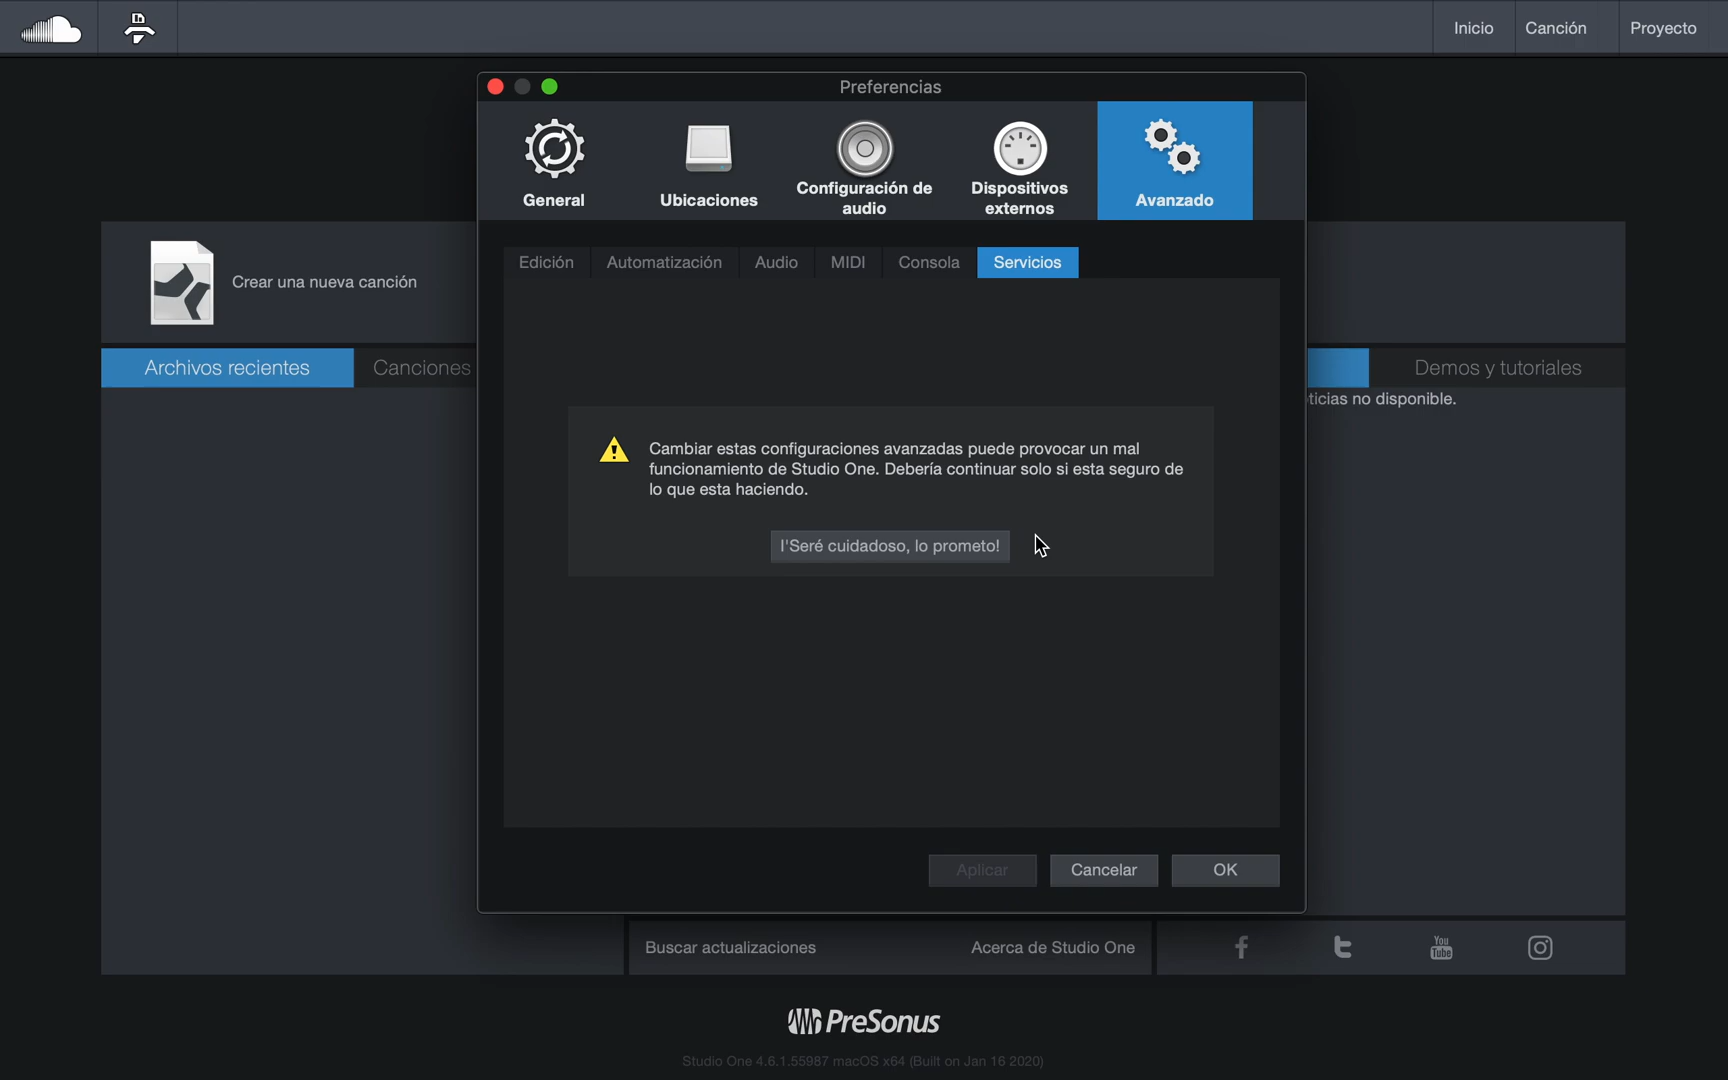 Inicio
Canción
Proyecto
Preferencias
General
Ubicaciones
Configuración de
audio
Dispositivos
externos
Avanzado
Edición
Automatización
Audio
MIDI
Consola
Servicios
Crear una nueva canción
Archivos recientes
Canciones
Demos y tutoriales
ticias no disponible.
Cambiar estas configuraciones avanzadas puede provocar un mal
funcionamiento de Studio One. Debería continuar solo si esta seguro de
lo que esta haciendo.
I'Seré cuidadoso, lo prometo!
Aplicar
Cancelar
OK
Buscar actualizaciones
Acerca de Studio One
You
Tube
PreSonus
Studio One 4.6.1.55987 macOS x64 (Built on Jan 16 2020)